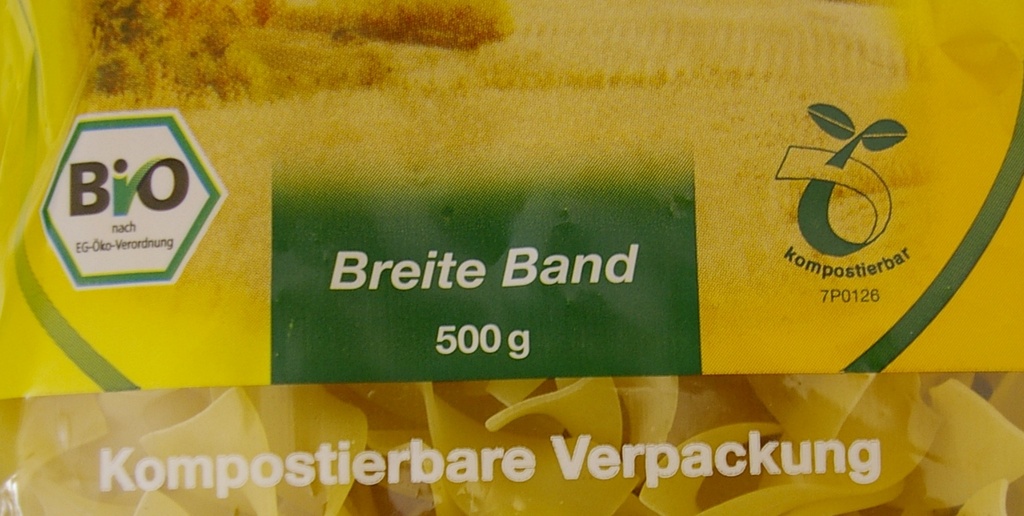 BiO
nach
EG-Öko-Verordnung
Breite Band
500 g
kompostierbar
7P0126
Kompostierbare Verpackung